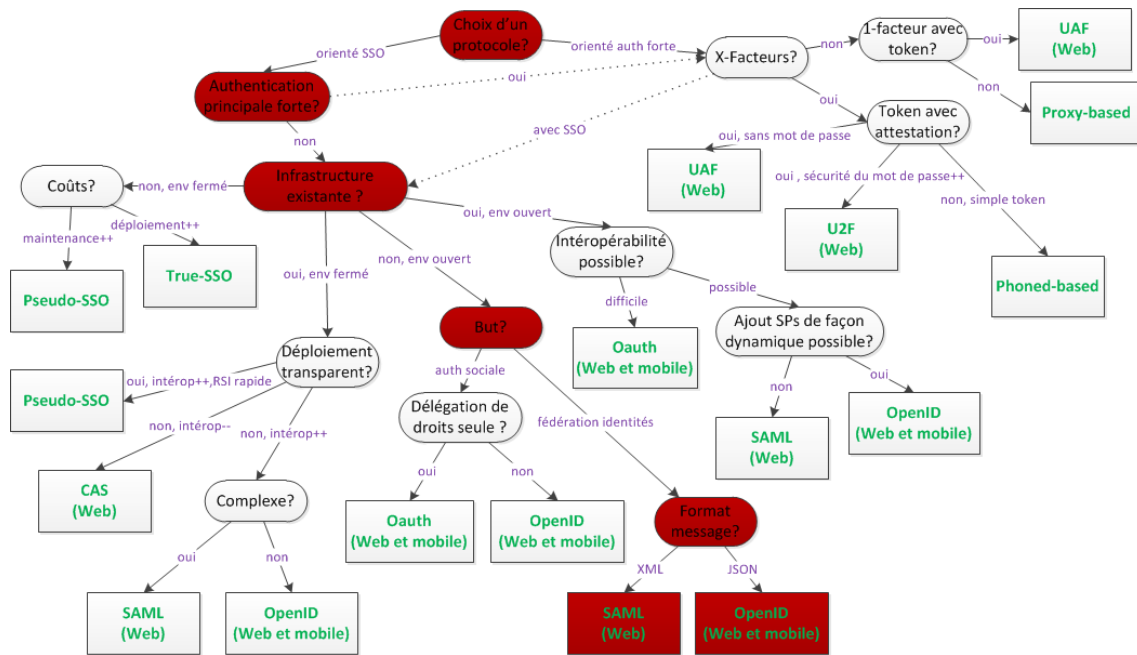 Choix d'un
protocole?
orienté SSO
orienté auth forte
X-Facteurs?
non
1-facteur avec
token?
oui
UAF
(Web)
non
Proxy-based
Authentication
principale forte?
oui
oui
Token avec
attestation?
avec SSO
oui, sans mot de passe
UAF
(Web)
oui , sécurité du mot de passe++
U2F
(Web)
non, simple token
Phoned-based
non
Infrastructure
existante ?
non, env fermé
Coûts?
déploiement++
maintenance++
True-SSO
Pseudo-SSO
oui, env ouvert
Intéropérabilité
possible?
oui, env fermé
non, env ouvert
possible
difficile
Oauth
(Web et mobile)
Ajout SPs de façon
dynamique possible?
non
oui
SAML
(Web)
OpenID
(Web et mobile)
But?
Déploiement
transparent?
oui, intérop++,RSI rapide
Pseudo-SSO
non, intérop--
non, intérop++
CAS
(Web)
Complexe?
oui
non
SAML
(Web)
OpenID
(Web et mobile)
auth sociale
Délégation de
droits seule ?
fédération identités
oui
non
Oauth
(Web et mobile)
OpenID
(Web et mobile)
Format
message?
XML
JSON
SAML
(Web)
OpenID
(Web et mobile)